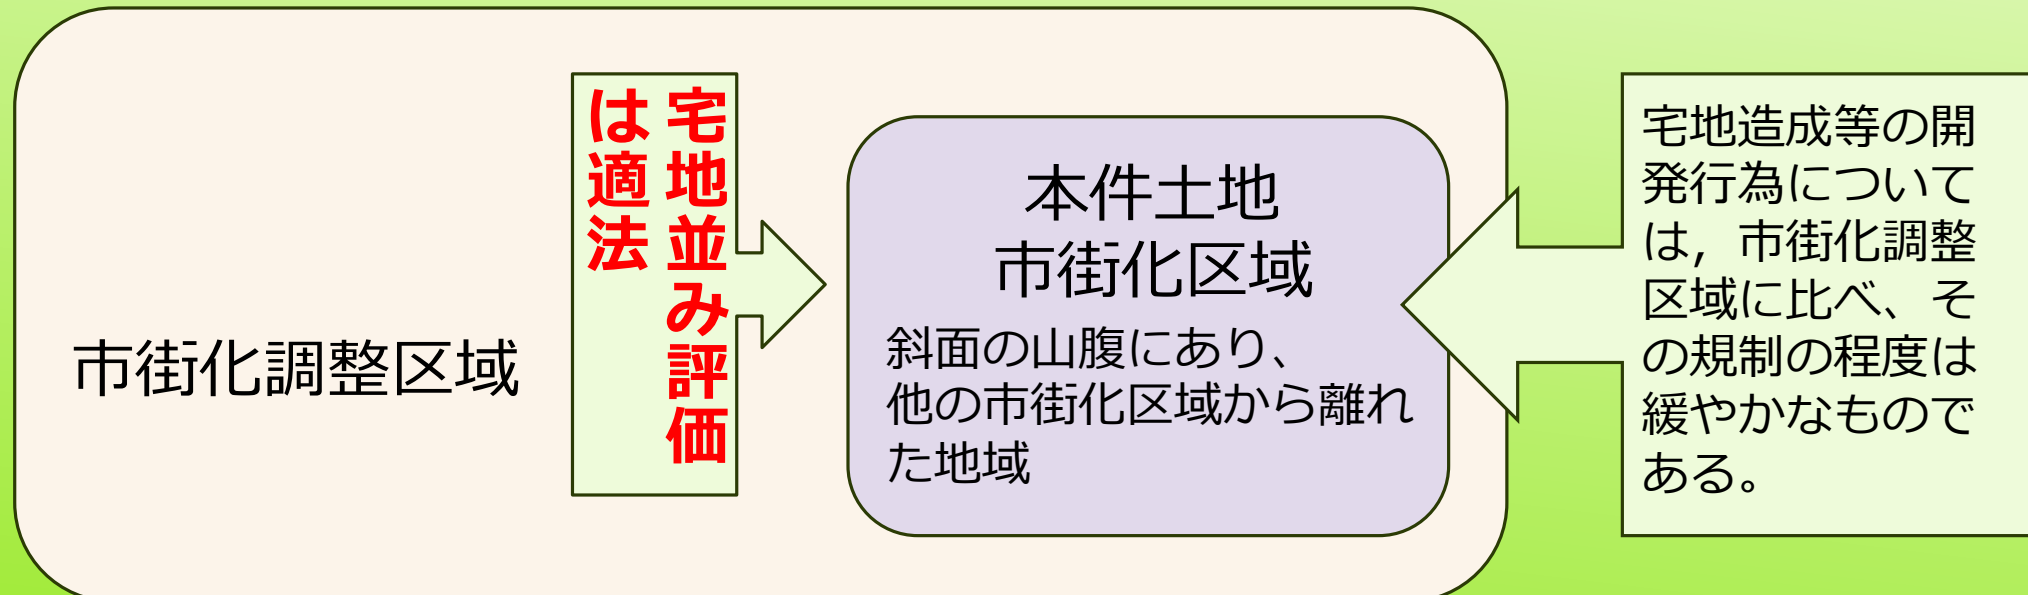 市街化調整区域
宅地並み評価
は適法
本件土地
市街化区域
斜面の山腹にあり、
他の市街化区域から離れ
た地域
宅地造成等の開
発行為について
は，市街化調整
区域に比べ、そ
の規制の程度は
緩やかなもので
ある。